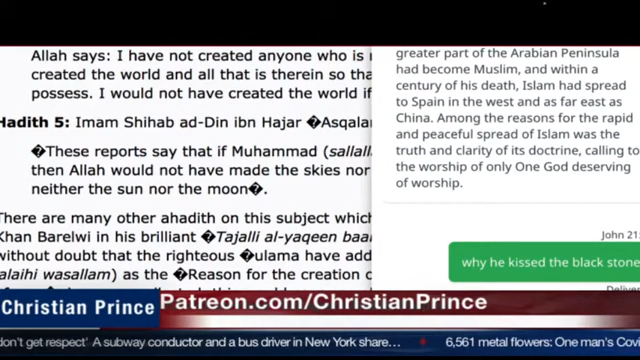 Allah says: I have not created anyone who is
created the world and all that is therein so
possess. I would not have created the world if
Hadith 5: Imam Shihab ad-Din ibn Hajar �Asqala
�These reports say that if Muhammad (sallall
then Allah would not have made the skies nor
neither the sun nor the moon�.
There are many other ahadith on this subject which
Khan Barelwi in his brilliant �Tajalli al-yaqeen
without doubt that the righteous �ulama have
alaihi wasallam) as the �Reason for the creation
greater part of the Arabian Peninsula
had become Muslim, and within a
century of his death, Islam had spread
to Spain in the west and as far east as
China. Among the reasons for the rapid
and peaceful spread of Islam was the
truth and clarity of its doctrine, calling to
the worship of only One God deserving
of worship.
John 21:
why he kissed the black stone
Christian Prince
Patreon.com/ChristianPrince
don't get respect' A subway conductor and a bus driver in New York share... 6,561 metal flowers: One man's